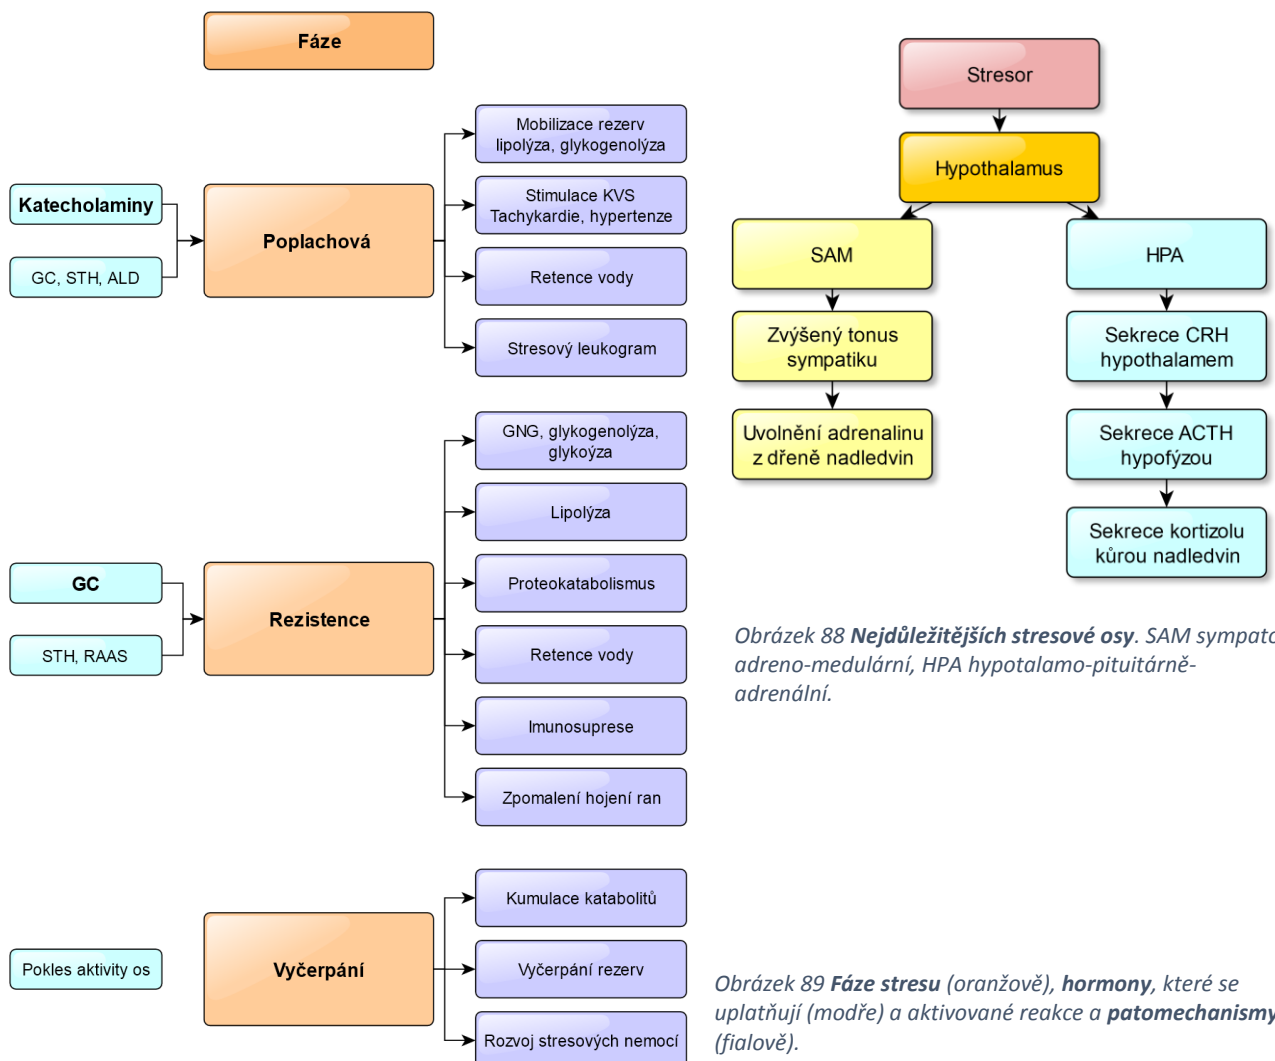 Fáze
Katecholaminy
GC, STH, ALD
Poplachová
Mobilizace rezerv
lipolýza, glykogenolýza
Stimulace KVS
Tachykardie, hypertenze
Retence vody
Stresový leukogram
GC
STH, RAAS
Rezistence
GNG, glykogenolýza,
glykoýza
Lipolýza
Proteokatabolismus
Retence vody
Imunosuprese
Zpomalení hojení ran
Pokles aktivity os
Vyčerpání
Kumulace katabolitů
Vyčerpání rezerv
Rozvoj stresových nemocí
Stresor
Hypothalamus
SAM
Zvýšený tonus
sympatiku
Uvolnění adrenalinu
z dřeně nadledvin
HPA
Sekrece CRH
hypothalamem
Sekrece ACTH
hypofýzou
Sekrece kortizolu
kůrou nadledvin
Obrázek 88 Nejdůležitějších stresové osy. SAM sympato
adreno-medulární, HPA hypotalamo-pituitárně-
adrenální.
Obrázek 89 Fáze stresu (oranžově), hormony, které se
uplatňují (modře) a aktivované reakce a patomechanismy
(fialově).